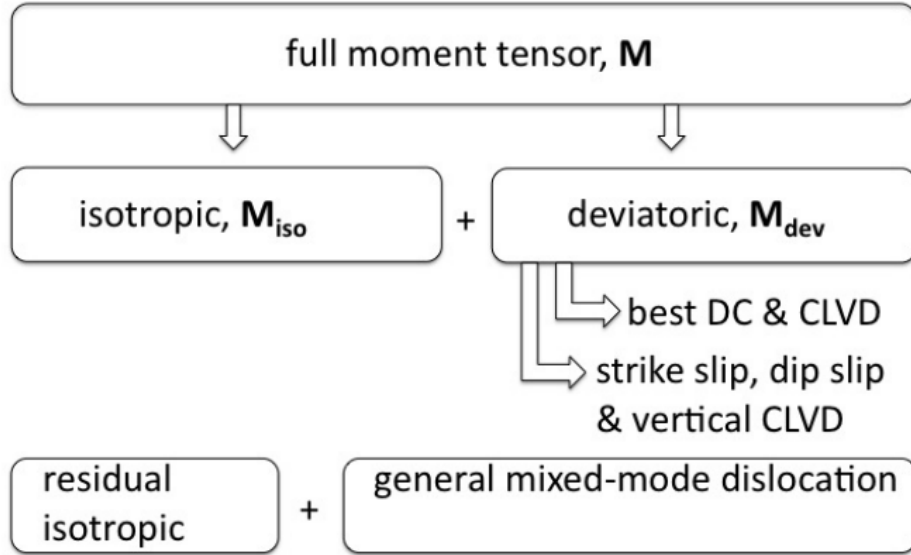 full moment tensor, M
isotropic, Miso
+
deviatoric, Mdev
best DC & CLVD
strike slip, dip slip
& vertical CLVD
residual
isotropic
+
general mixed-mode dislocation